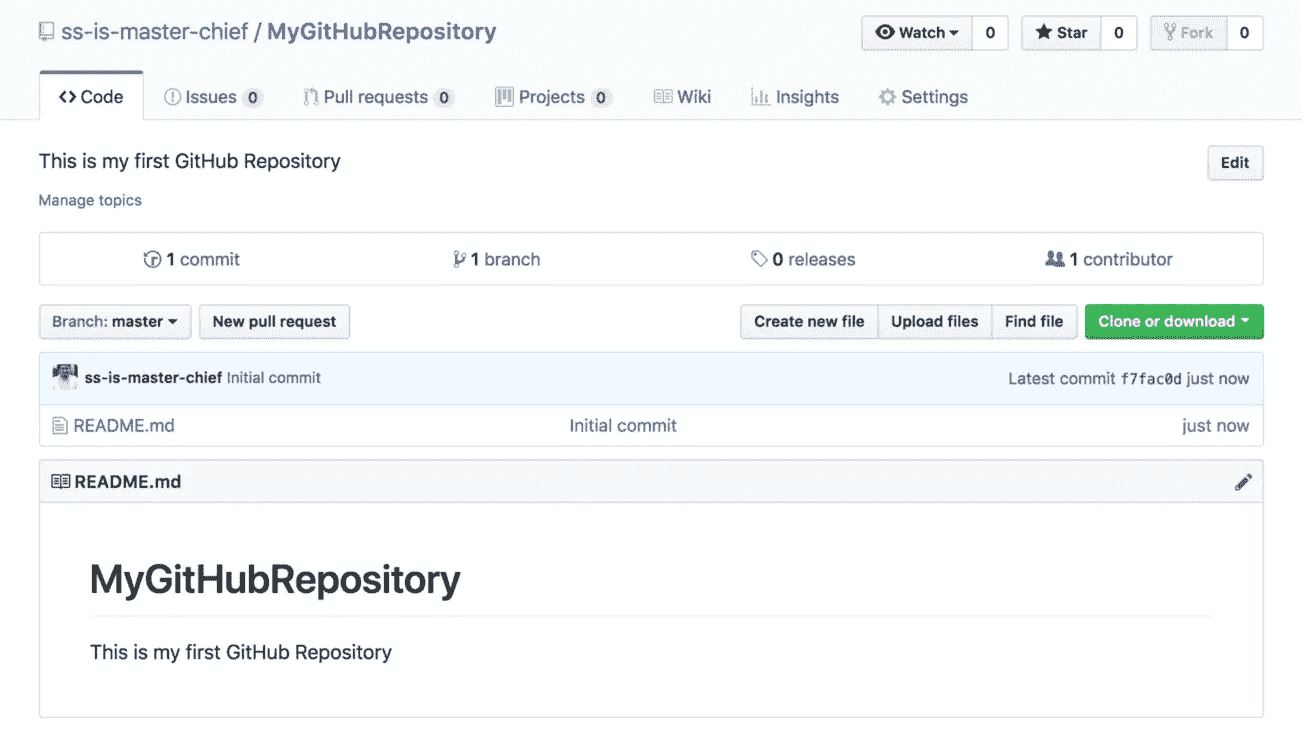 ss-is-master-chief / MyGitHubRepository Watch 0 Star 0 Fork 0
Code Issues 0 Pull requests 0 Projects 0 Wiki Insights Settings
This is my first GitHub Repository Edit
Manage topics
1 commit 1 branch 0 releases 1 contributor
Branch: master New pull request Create new file Upload files Find file Clone or download
ss-is-master-chief Initial commit Latest commit f7fac0d just now
README.md Initial commit just now
README.md
MyGitHubRepository
This is my first GitHub Repository